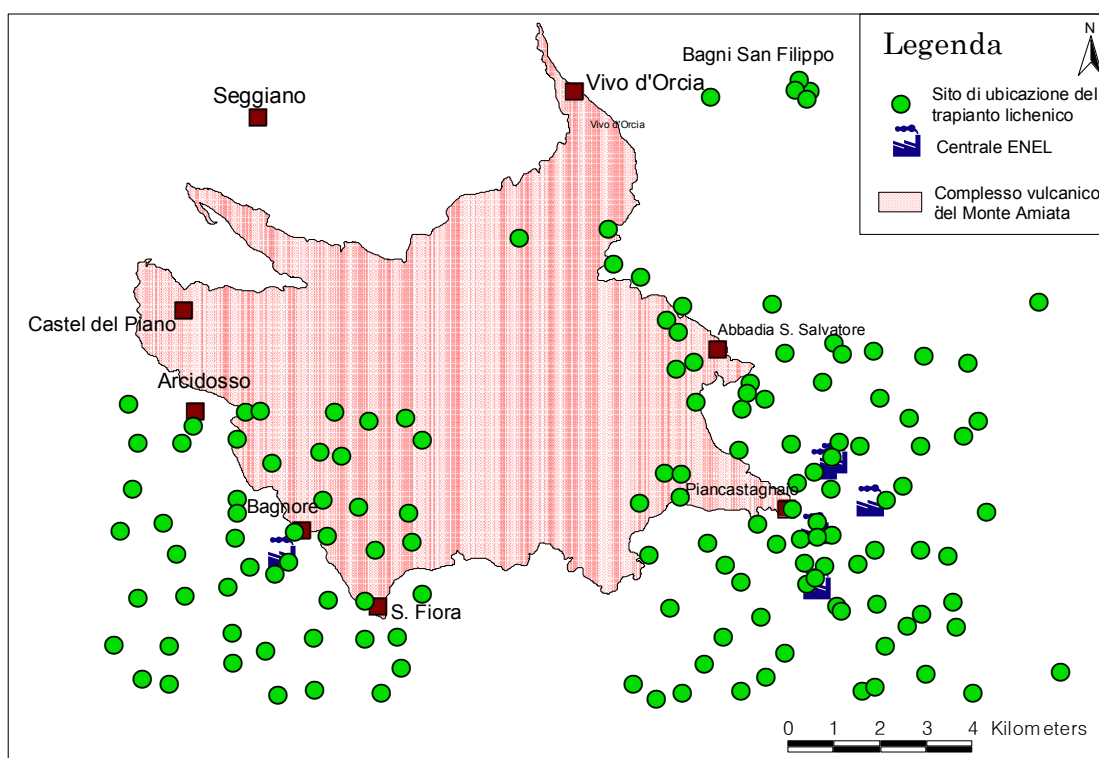 Legenda
N
Sito di ubicazione del
trapianto lichenico
Centrale ENEL
Complesso vulcanico
del Monte Amiata
Bagni San Filippo
Vivo d'Orcia
Vivo d'Orcia
Seggiano
Castel del Piano
Abbadia S. Salvatore
Arcidosso
Piancastagnaio
Bagnore
S. Fiora
0 1 2 3 4 Kilometers